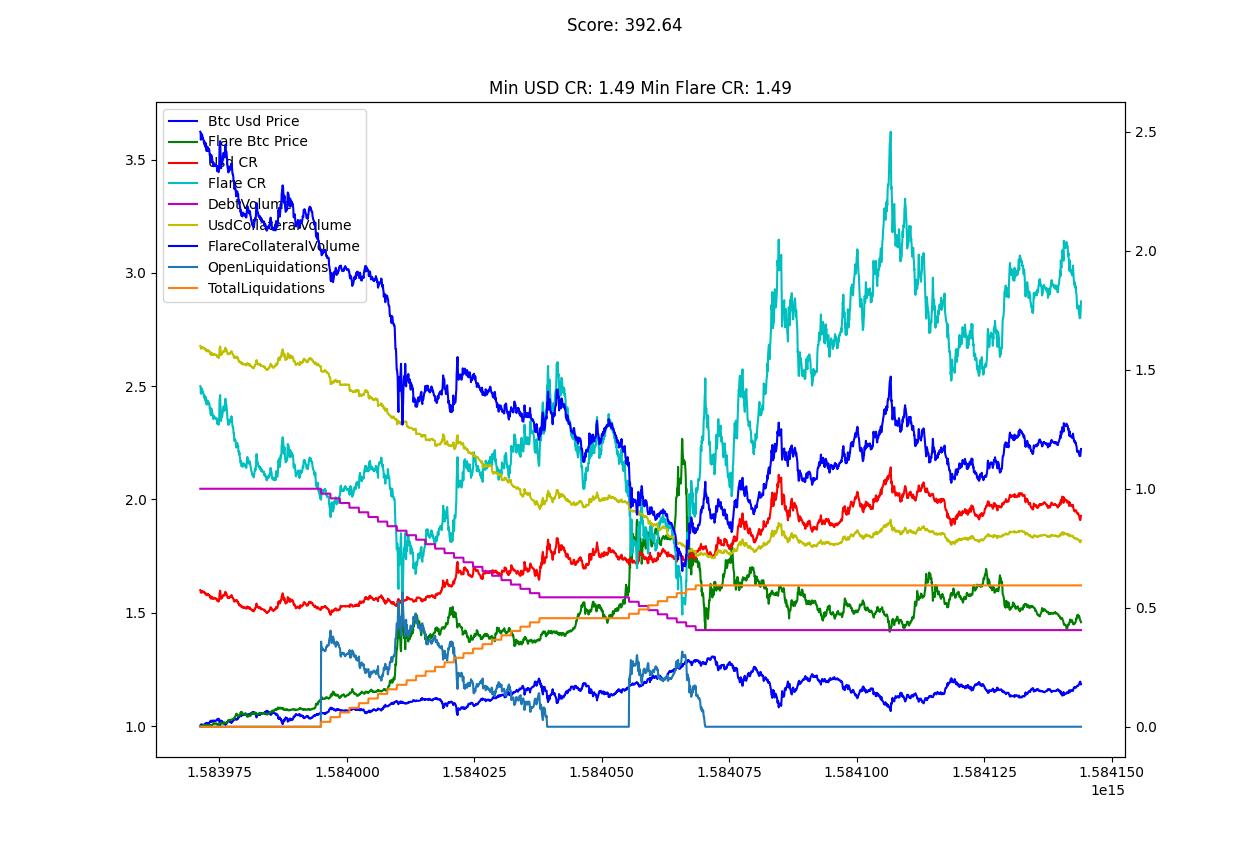 Score: 392.64
Min USD CR: 1.49 Min Flare CR: 1.49
Btc Usd Price
Flare Btc Price
Usd CR
Flare CR
DebtVolume
UsdCollateralVolume
FlareCollateralVolume
OpenLiquidations
TotalLiquidations
3.5
3.0
2.5
2.0
1.5
1.0
2.5
2.0
1.5
1.0
0.5
0.0
1.583975
1.584000
1.584025
1.584050
1.584075
1.584100
1.584125
1.584150
1e15